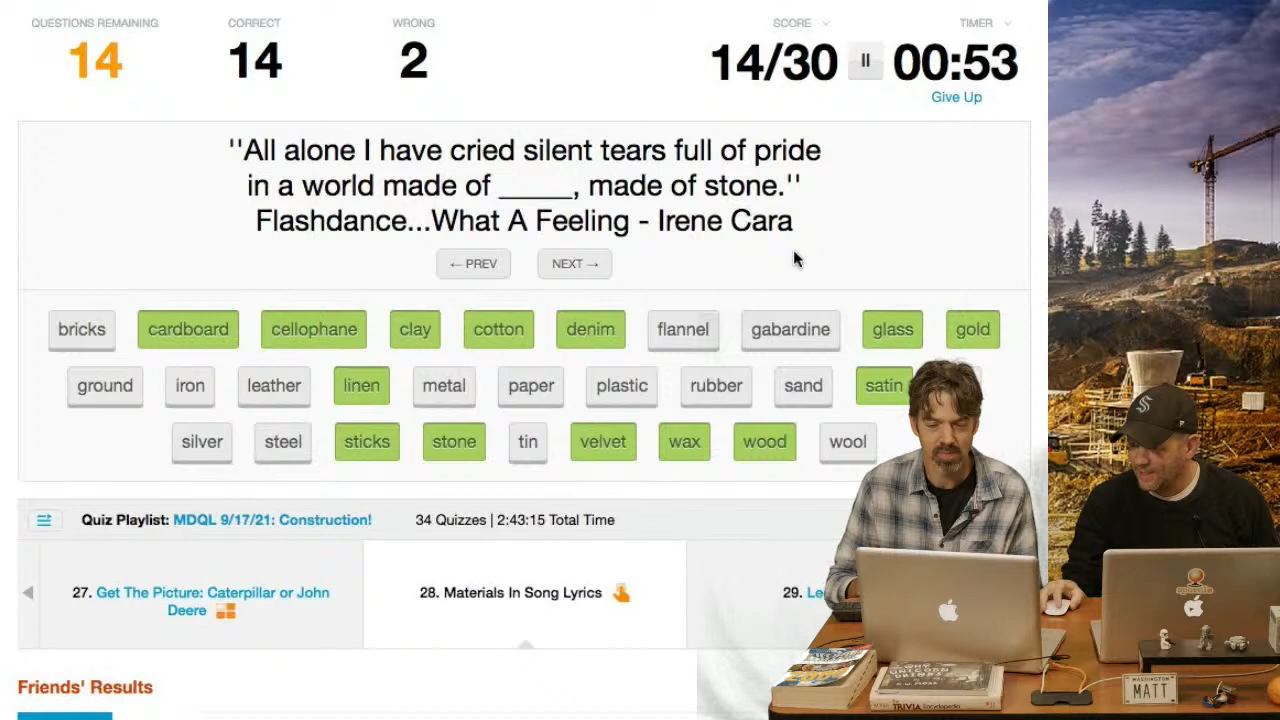 QUESTIONS REMAINING
14
CORRECT
14
WRONG
2
SCORE
14/30
TIMER
00:53
Give Up
''All alone I have cried silent tears full of pride
in a world made of _____, made of stone.''
Flashdance...What A Feeling - Irene Cara
← PREV
NEXT →
bricks cardboard cellophane clay cotton denim flannel gabardine glass gold
ground iron leather linen metal paper plastic rubber sand satin
silver steel sticks stone tin velvet wax wood wool
Quiz Playlist: MDQL 9/17/21: Construction! 34 Quizzes | 2:43:15 Total Time
27. Get The Picture: Caterpillar or John
Deere
28. Materials In Song Lyrics
29. Le
Friends' Results
UNICORN
TRIVIA Encyclopedia
WASHINGTON
MATT